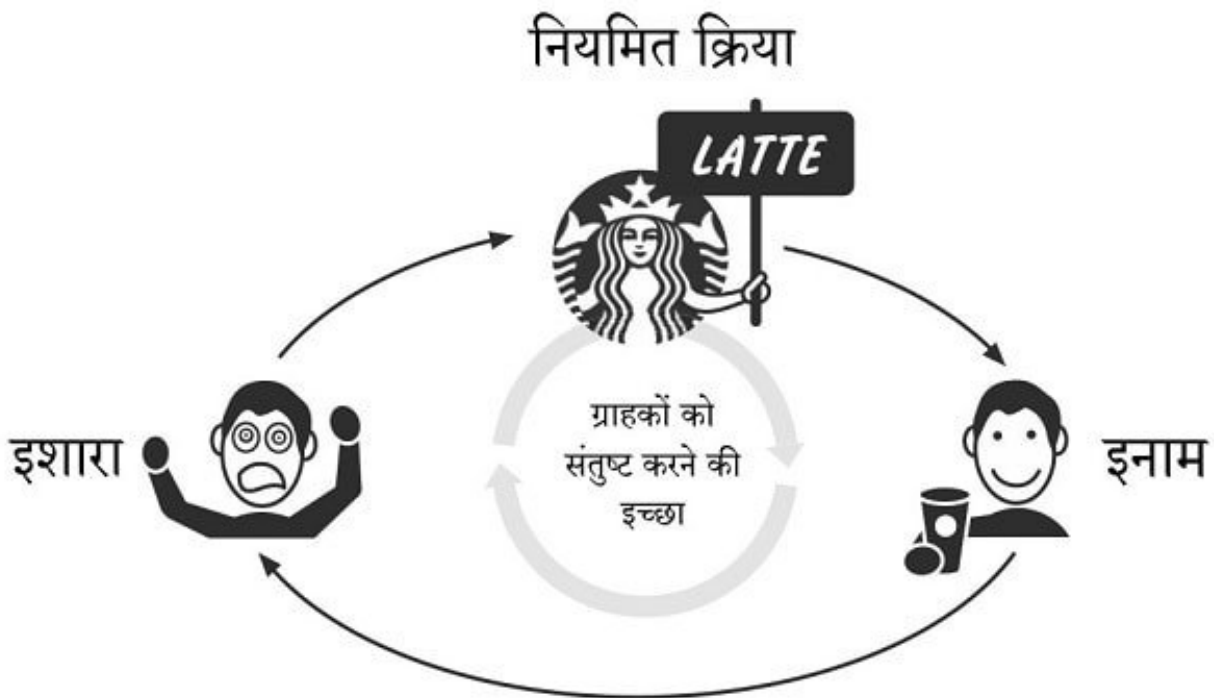 नियमित क्रिया
LATTE
इशारा
ग्राहकों को
संतुष्ट करने की
इच्छा
इनाम